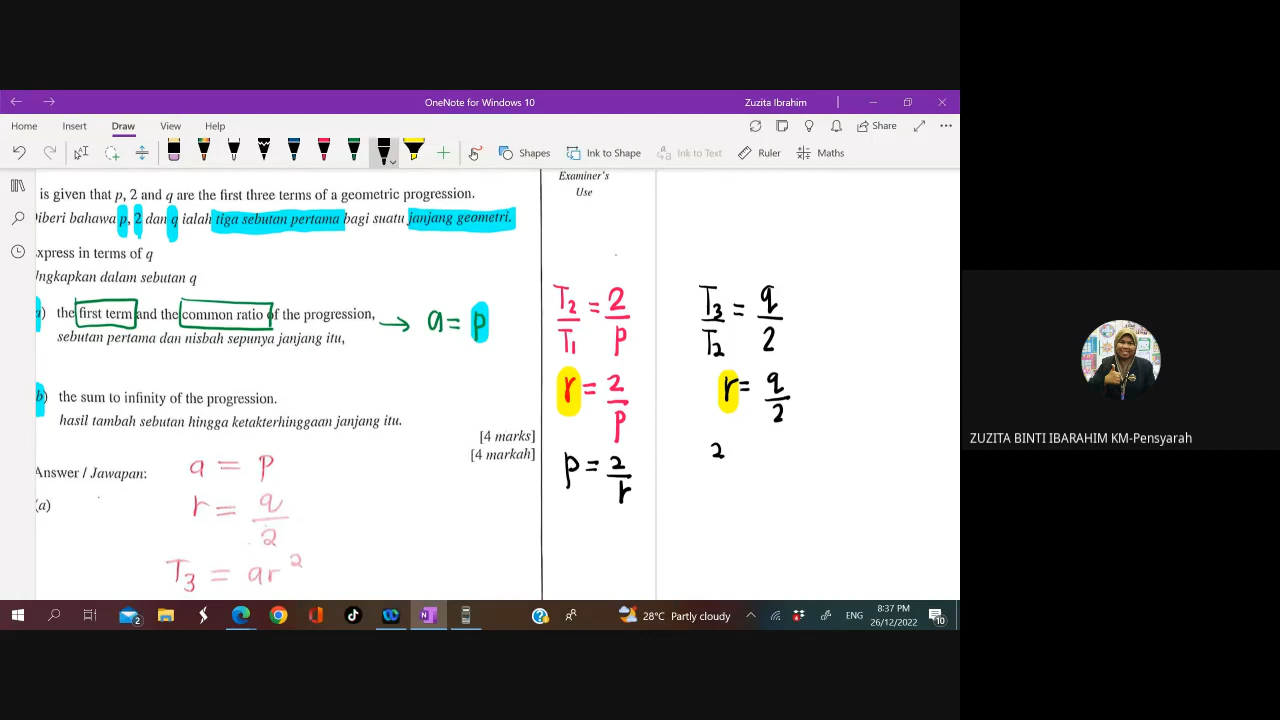 OneNote for Windows 10
Zuzita Ibrahim
Home Insert Draw View Help
Share
Shapes Ink to Shape Ink to Text Ruler Maths
is given that p, 2 and q are the first three terms of a geometric progression.
Diberi bahawa p, 2 dan q ialah tiga sebutan pertama bagi suatu janjang geometri.
Examiner's
Use
express in terms of q
Ungkapkan dalam sebutan q
a) the first term and the common ratio of the progression,
sebutan pertama dan nisbah sepunya janjang itu,
→ a = p
b) the sum to infinity of the progression.
hasil tambah sebutan hingga ketakterhinggaan janjang itu.
[4 marks]
[4 markah]
Answer / Jawapan:
(a)
a = p
r = q/2
T3 = ar²
T2/T1 = 2/p
r = 2/p
p = 2/r
T3/T2 = q/2
r = q/2
2
ZUZITA BINTI IBARAHIM KM-Pensyarah
2
28°C Partly cloudy
ENG
8:37 PM
26/12/2022
10